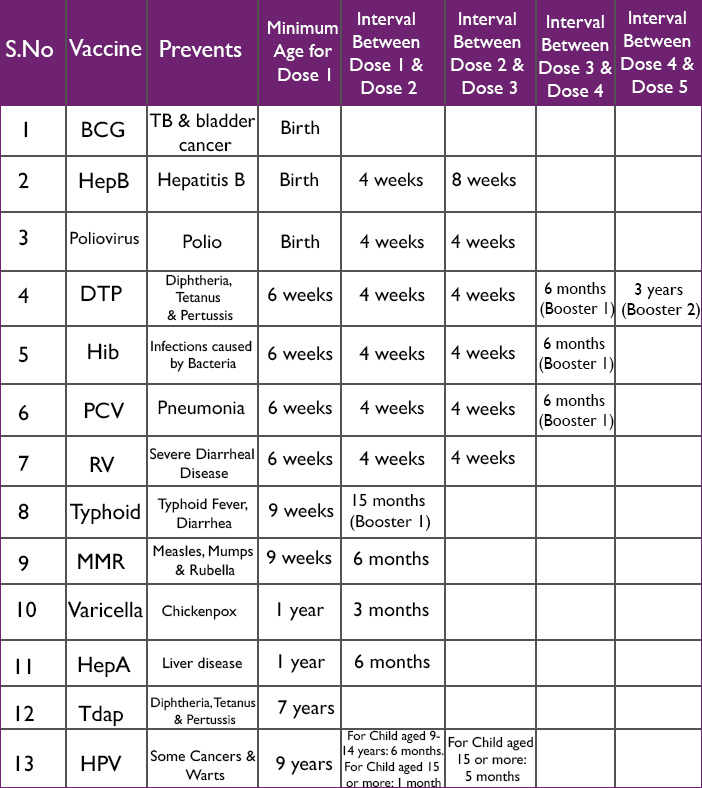 S.No
Vaccine
Prevents
Minimum
Age for
Dose 1
Interval
Between
Dose 1 &
Dose 2
Interval
Between
Dose 2 &
Dose 3
Interval
Between
Dose 3 &
Dose 4
Interval
Between
Dose 4 &
Dose 5
1
BCG
TB & bladder
cancer
Birth
2
HepB
Hepatitis B
Birth
4 weeks
8 weeks
3
Poliovirus
Polio
Birth
4 weeks
4 weeks
4
DTP
Diphtheria,
Tetanus
& Pertussis
6 weeks
4 weeks
4 weeks
6 months
(Booster 1)
3 years
(Booster 2)
5
Hib
Infections caused
by Bacteria
6 weeks
4 weeks
4 weeks
6 months
(Booster 1)
6
PCV
Pneumonia
6 weeks
4 weeks
4 weeks
6 months
(Booster 1)
7
RV
Severe Diarrheal
Disease
6 weeks
4 weeks
4 weeks
8
Typhoid
Typhoid Fever,
Diarrhea
9 weeks
15 months
(Booster 1)
9
MMR
Measles, Mumps
& Rubella
9 weeks
6 months
10
Varicella
Chickenpox
1 year
3 months
11
HepA
Liver disease
1 year
6 months
12
Tdap
Diphtheria, Tetanus
& Pertussis
7 years
13
HPV
Some Cancers &
Warts
9 years
For Child aged 9-
14 years: 6 months.
For Child aged 15
or more: 1 month
For Child aged
15 or more:
5 months